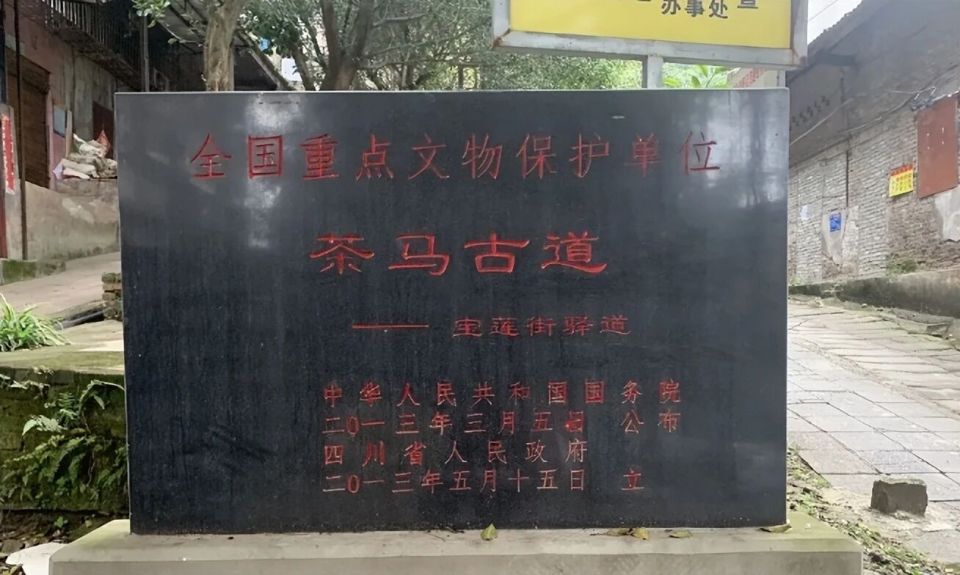 办事处
全国重点文物保护单位
茶马古道
——宝莲街驿道
中华人民共和国国务院
二〇一三年三月五日 公布
四川省人民政府
二〇一三年五月十五日 立